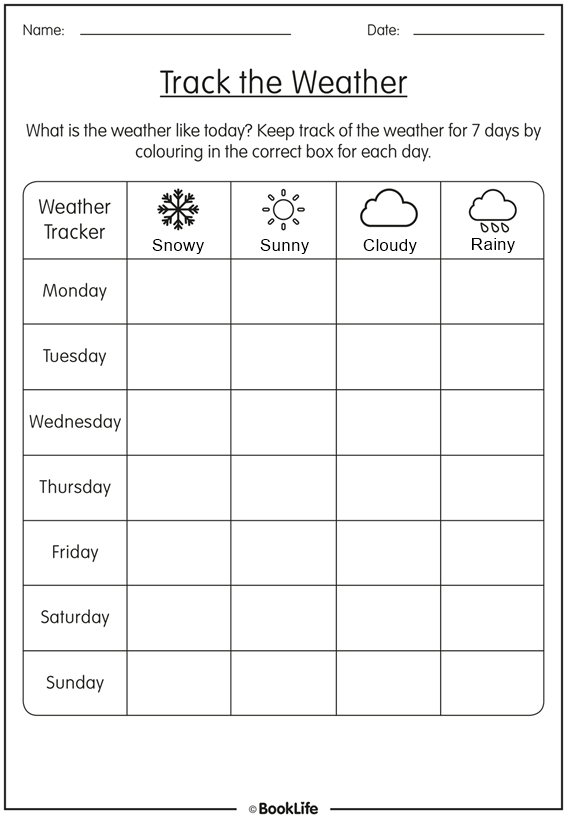 Name: Date:
Track the Weather
What is the weather like today? Keep track of the weather for 7 days by
colouring in the correct box for each day.
Weather
Tracker
Snowy Sunny Cloudy Rainy
Monday
Tuesday
Wednesday
Thursday
Friday
Saturday
Sunday
© BookLife